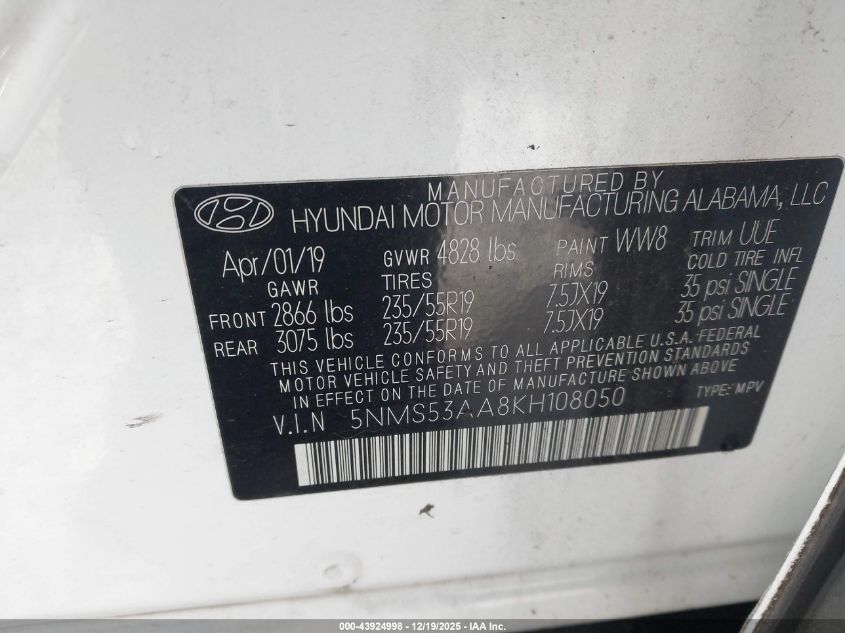 MANUFACTURED BY
HYUNDAI MOTOR MANUFACTURING ALABAMA, LLC
Apr/01/19 GVWR 4828 lbs PAINT WW8 TRIM UUE
GAWR TIRES RIMS COLD TIRE INFL
FRONT 2866 lbs 235/55R19 7.5JX19 35 psi SINGLE
REAR 3075 lbs 235/55R19 7.5JX19 35 psi SINGLE
THIS VEHICLE CONFORMS TO ALL APPLICABLE U.S.A. FEDERAL
MOTOR VEHICLE SAFETY AND THEFT PREVENTION STANDARDS
IN EFFECT ON THE DATE OF MANUFACTURE SHOWN ABOVE
V.I.N 5NMS53AA8KH108050 TYPE: MPV
000-43924998 - 12/19/2025 - IAA Inc.